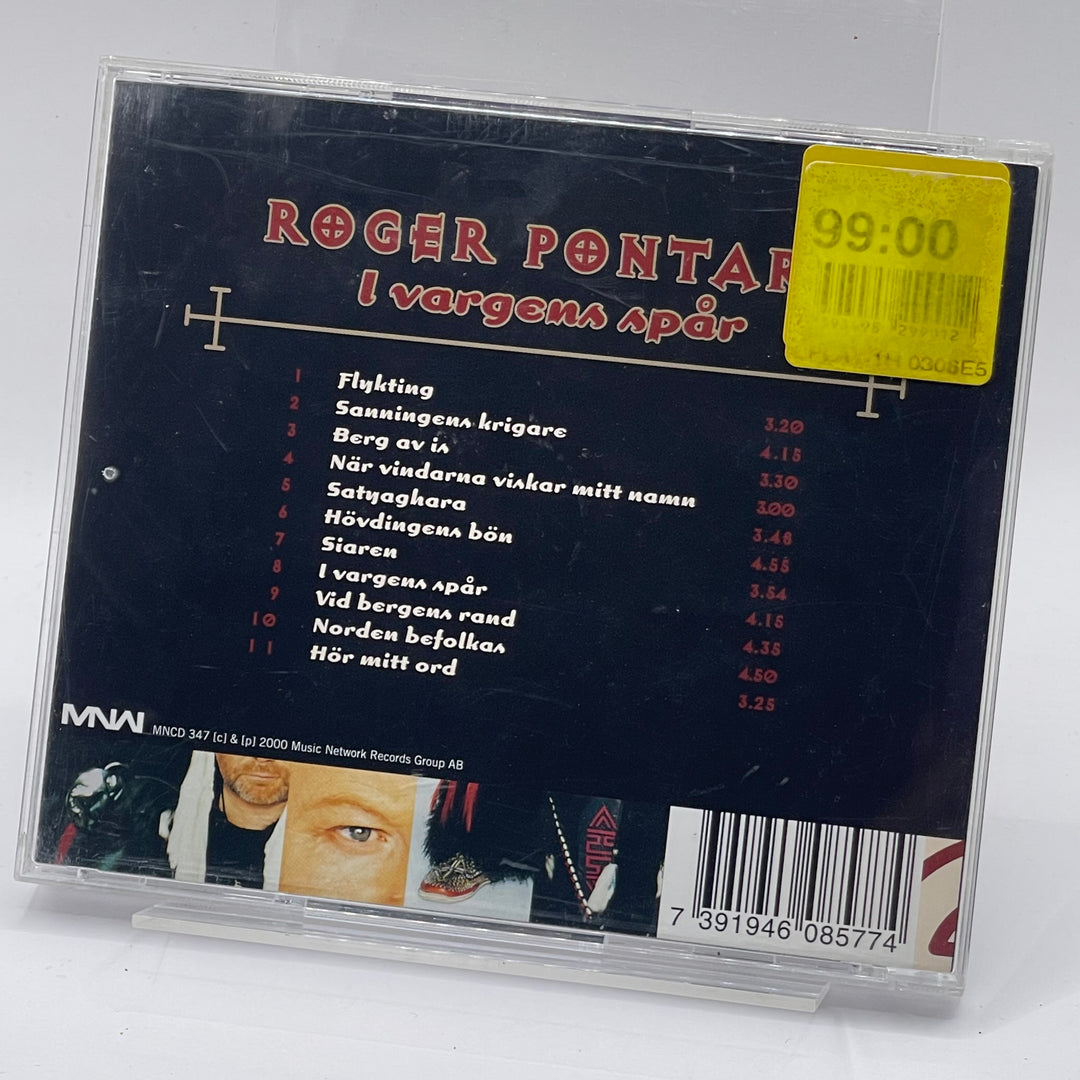 ROGER PONTAR
I vargens spår
99:00
0306E5
1 Flykting 3.20
2 Sanningens krigare 4.15
3 Berg av is 3.30
4 När vindarna viskar mitt namn 3.00
5 Satyaghara 3.48
6 Hövdingens bön 4.55
7 Siaren 3.54
8 I vargens spår 4.15
9 Vid bergens rand 4.35
10 Norden befolkas 4.50
11 Hör mitt ord 3.25
MNW MNCD 347 [c] & [p] 2000 Music Network Records Group AB
7 391946 085774